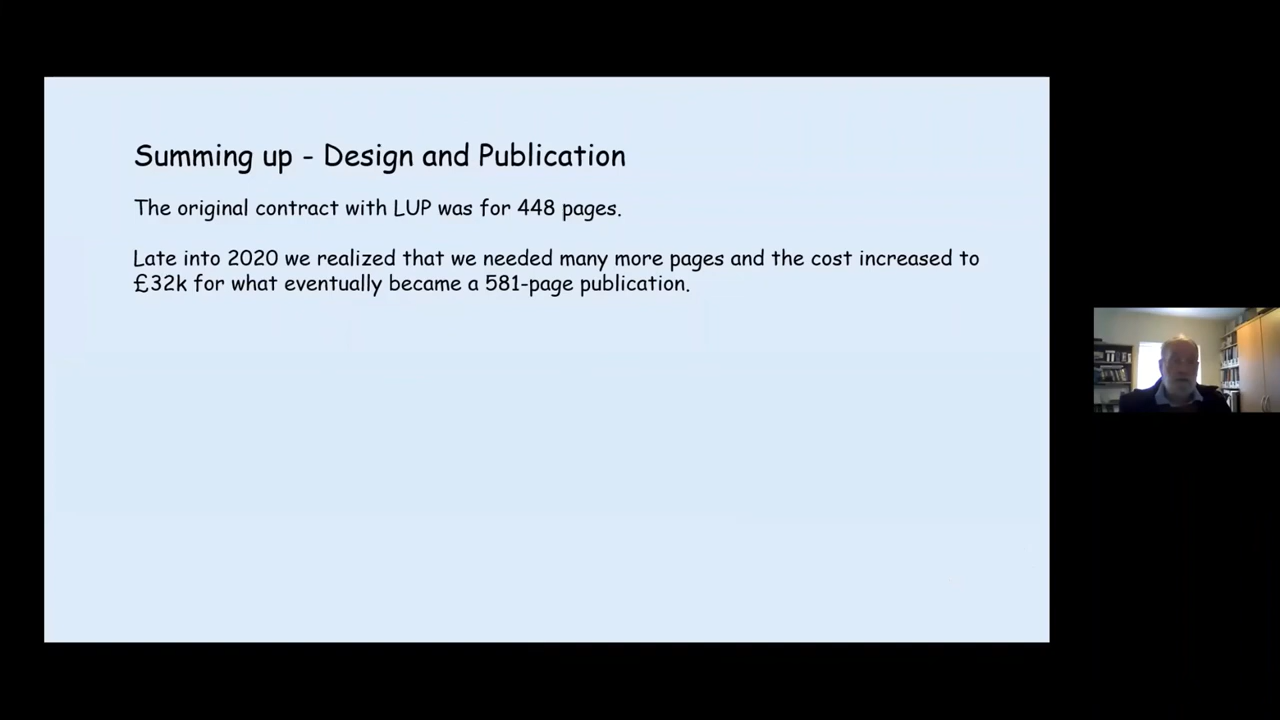 Summing up - Design and Publication
The original contract with LUP was for 448 pages.
Late into 2020 we realized that we needed many more pages and the cost increased to
£32k for what eventually became a 581-page publication.